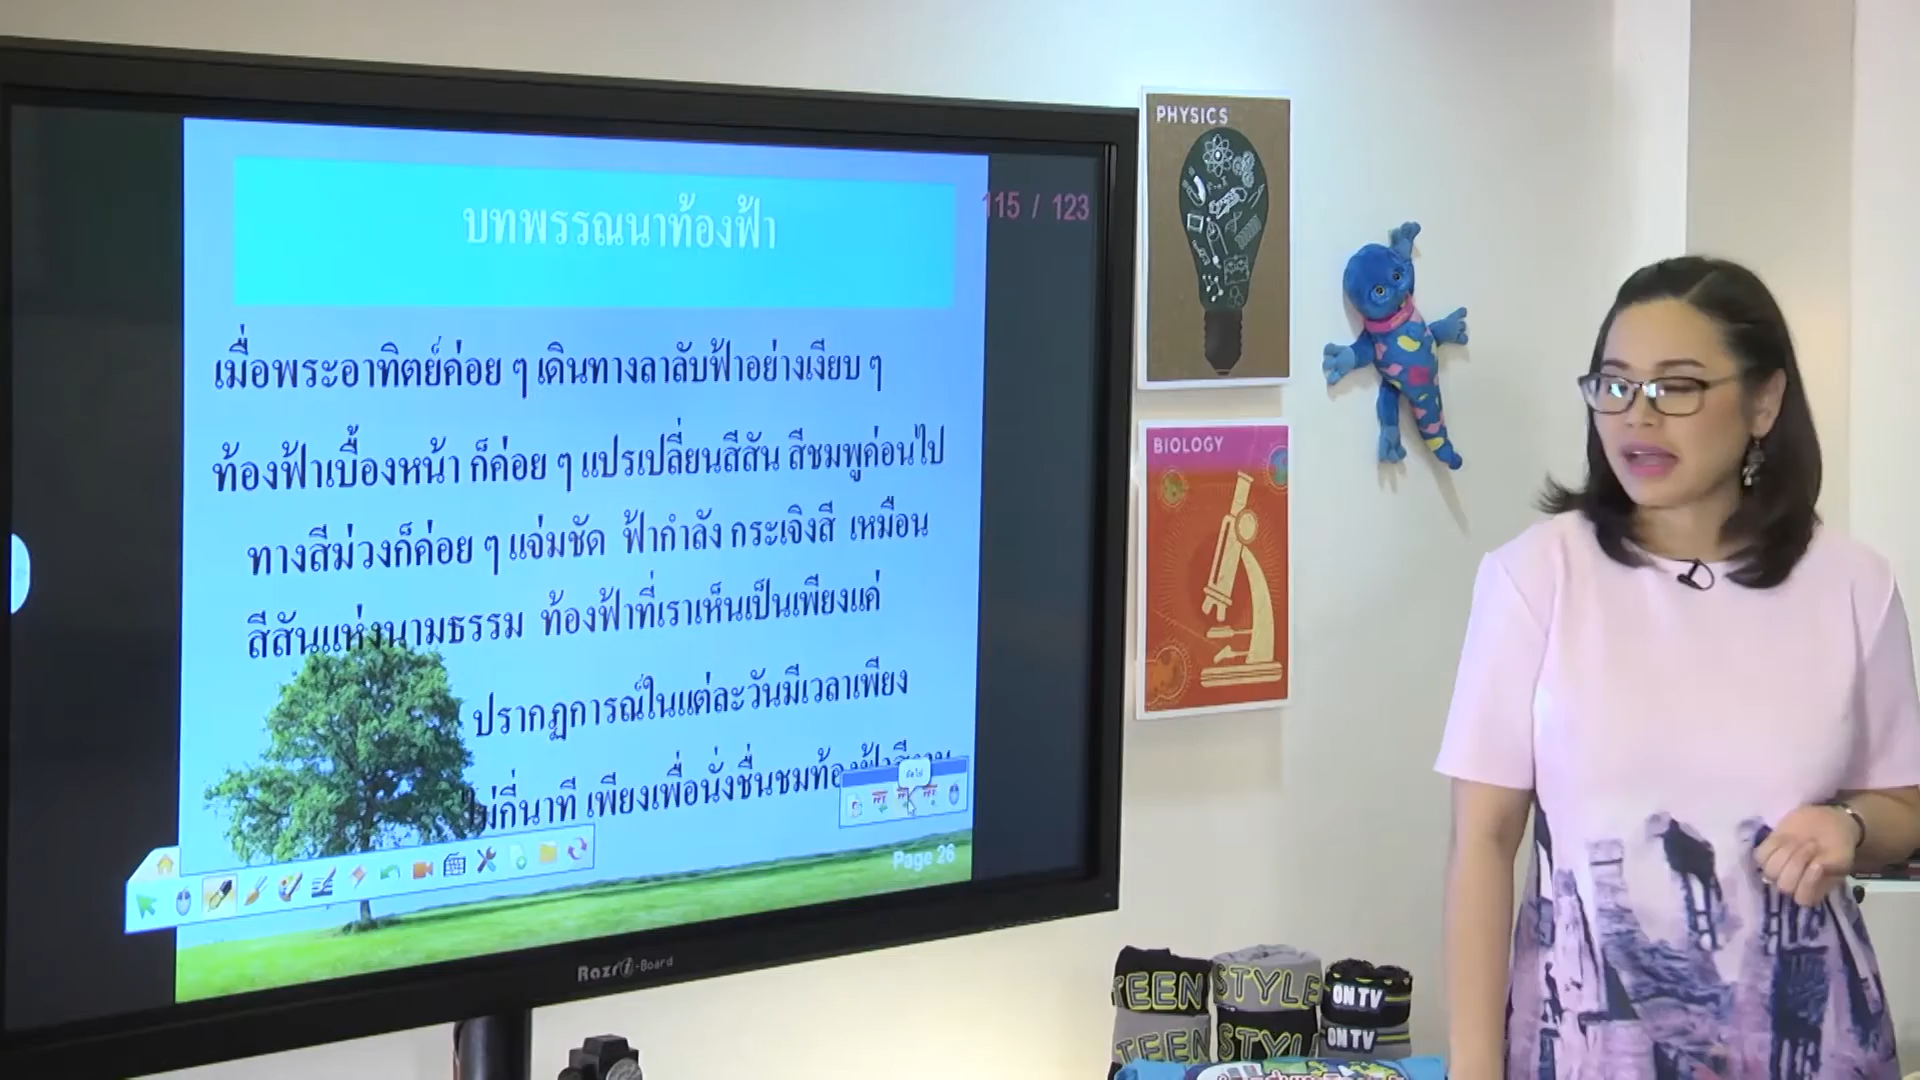 บทพรรณนาท้องฟ้า
115 / 123
เมื่อพระอาทิตย์ค่อย ๆ เดินทางลาลับฟ้าอย่างเงียบ ๆ
ท้องฟ้าเบื้องหน้า ก็ค่อย ๆ แปรเปลี่ยนสีสัน สีชมพูค่อนไป
ทางสีม่วงก็ค่อย ๆ แจ่มชัด ฟ้ากำลัง กระเจิงสี เหมือน
สีสันแห่งนามธรรม ท้องฟ้าที่เราเห็นเป็นเพียงแค่
ปรากฏการณ์ในแต่ละวันมีเวลาเพียง
ไม่กี่นาที เพียงเพื่อนั่งชื่นชมท้องฟ้า
Page 26
Razr i-Board
PHYSICS
BIOLOGY
TEEN STYLE ON TV
TEEN STYL ON TV